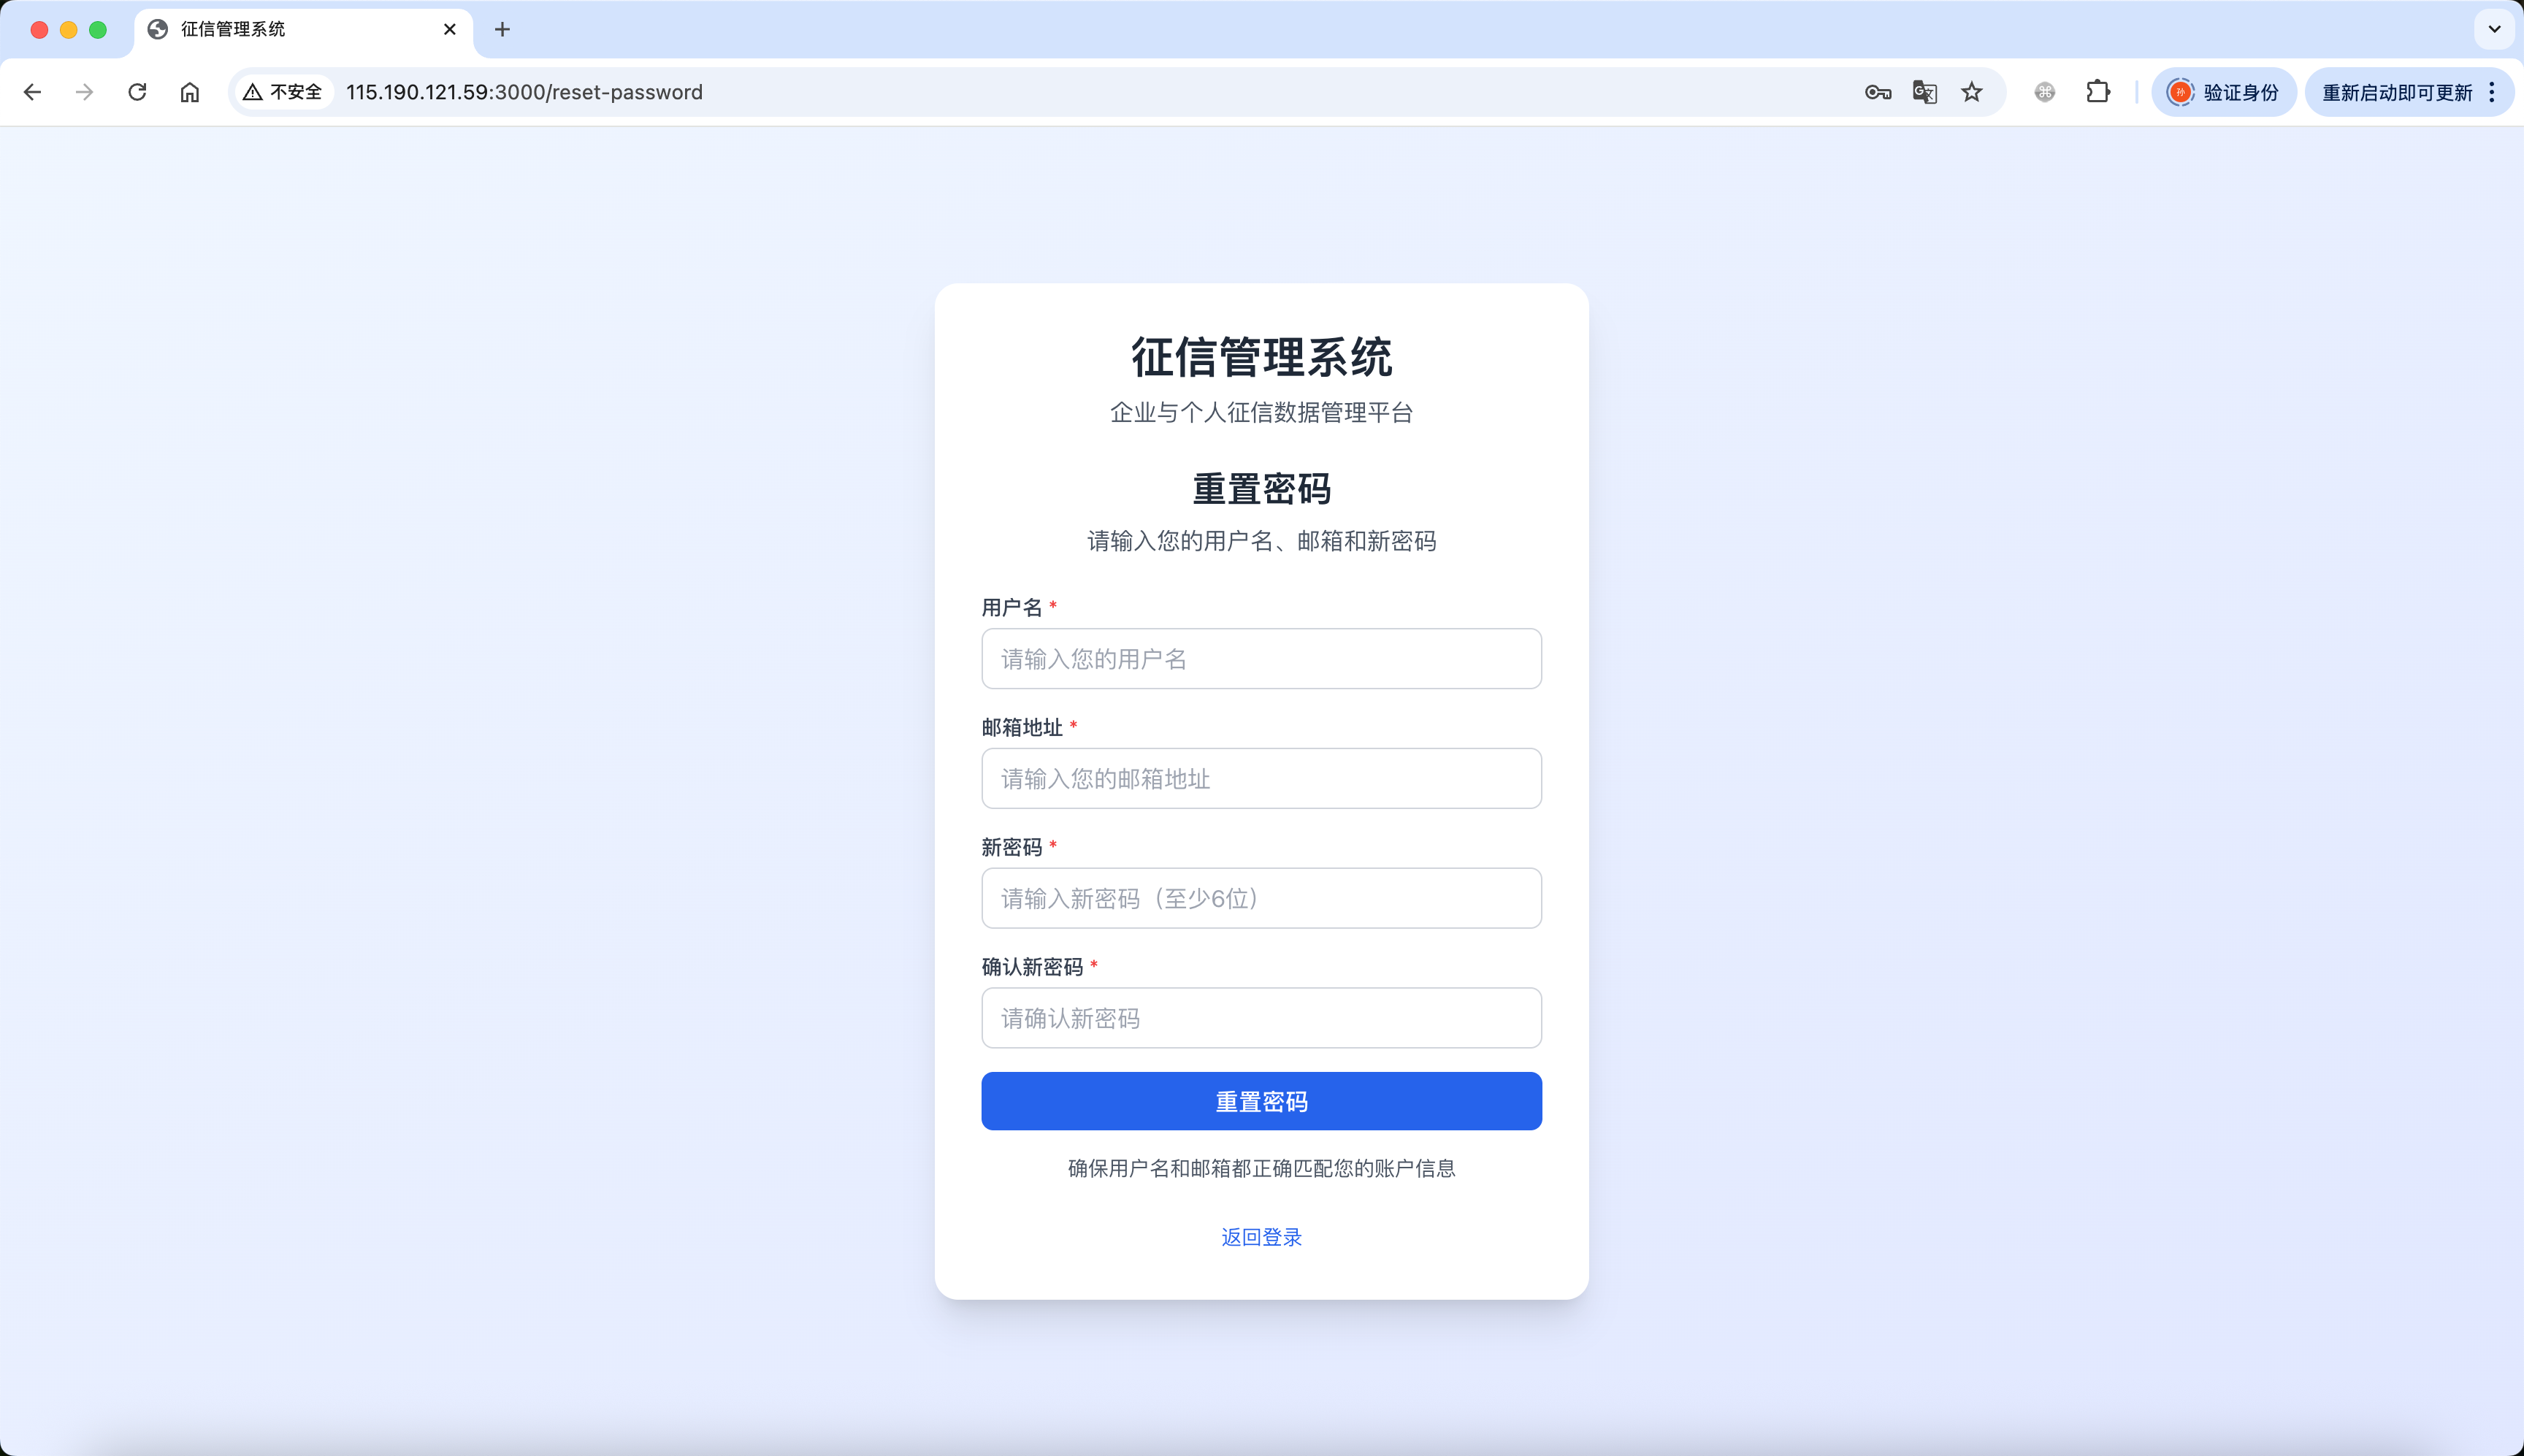 征信管理系统
不安全
115.190.121.59:3000/reset-password
孙
验证身份
重新启动即可更新
征信管理系统
企业与个人征信数据管理平台
重置密码
请输入您的用户名、邮箱和新密码
用户名 *
请输入您的用户名
邮箱地址 *
请输入您的邮箱地址
新密码 *
请输入新密码（至少6位）
确认新密码 *
请确认新密码
重置密码
确保用户名和邮箱都正确匹配您的账户信息
返回登录